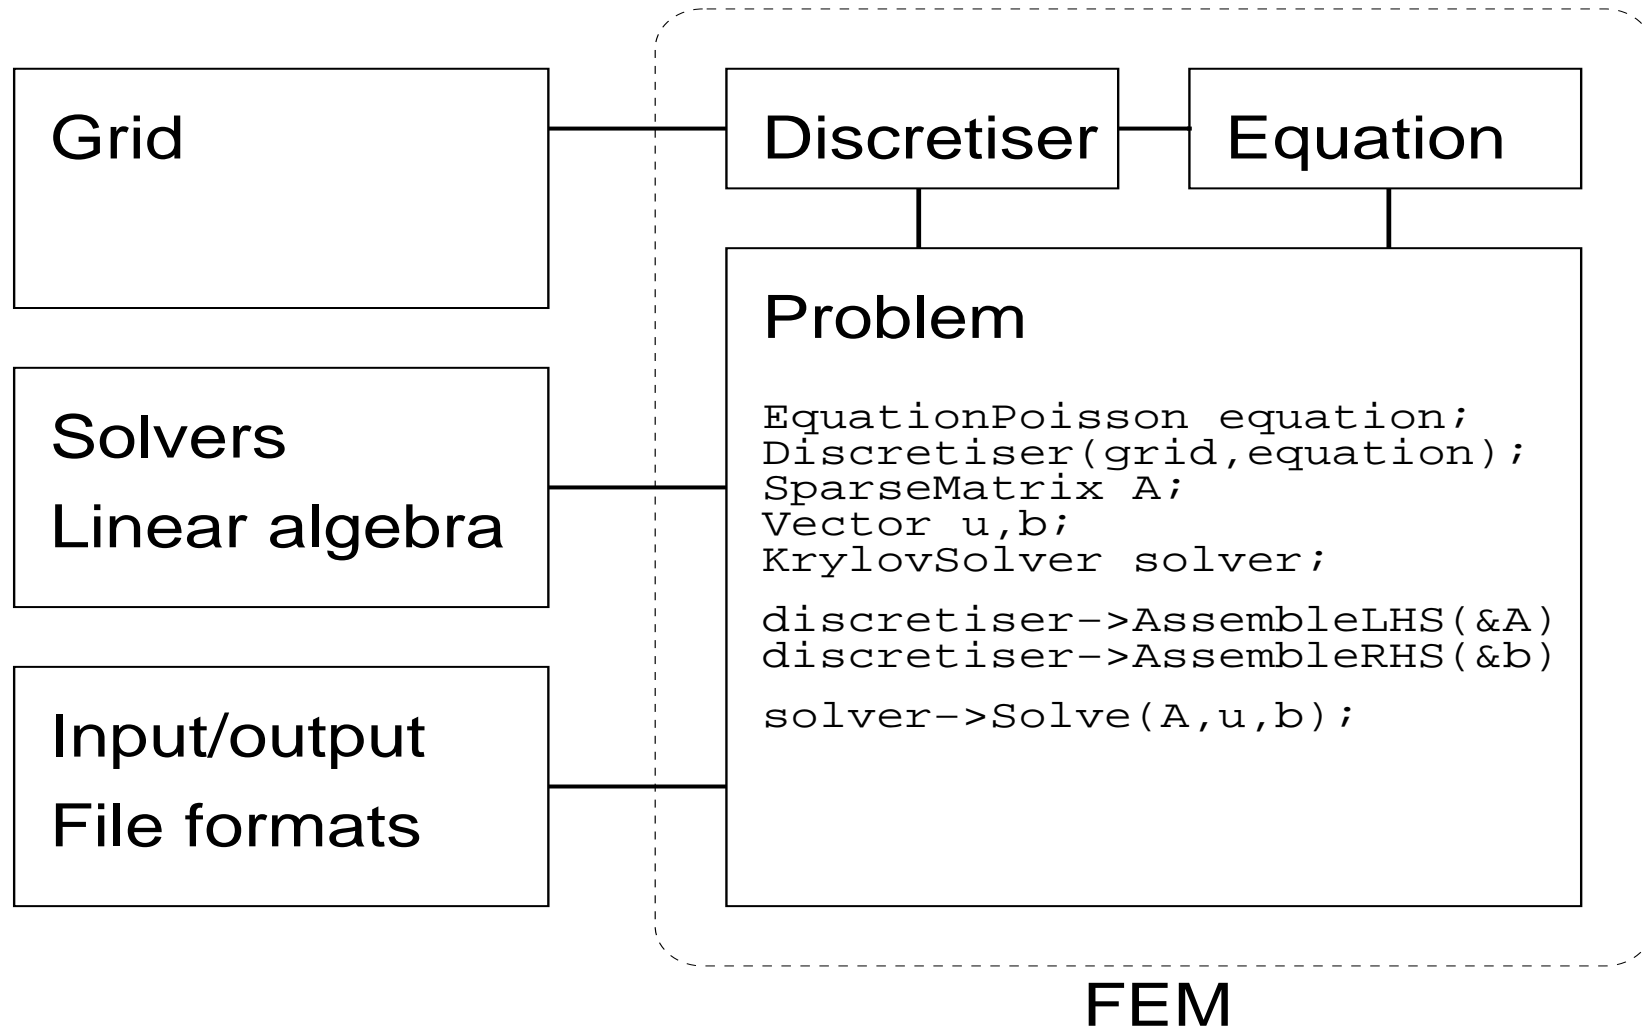 Grid
Discretiser
Equation
Solvers
Linear algebra
Input/output
File formats
Problem
EquationPoisson equation;
Discretiser(grid,equation);
SparseMatrix A;
Vector u,b;
KrylovSolver solver;
discretiser->AssembleLHS(&A)
discretiser->AssembleRHS(&b)
solver->Solve(A,u,b);
FEM